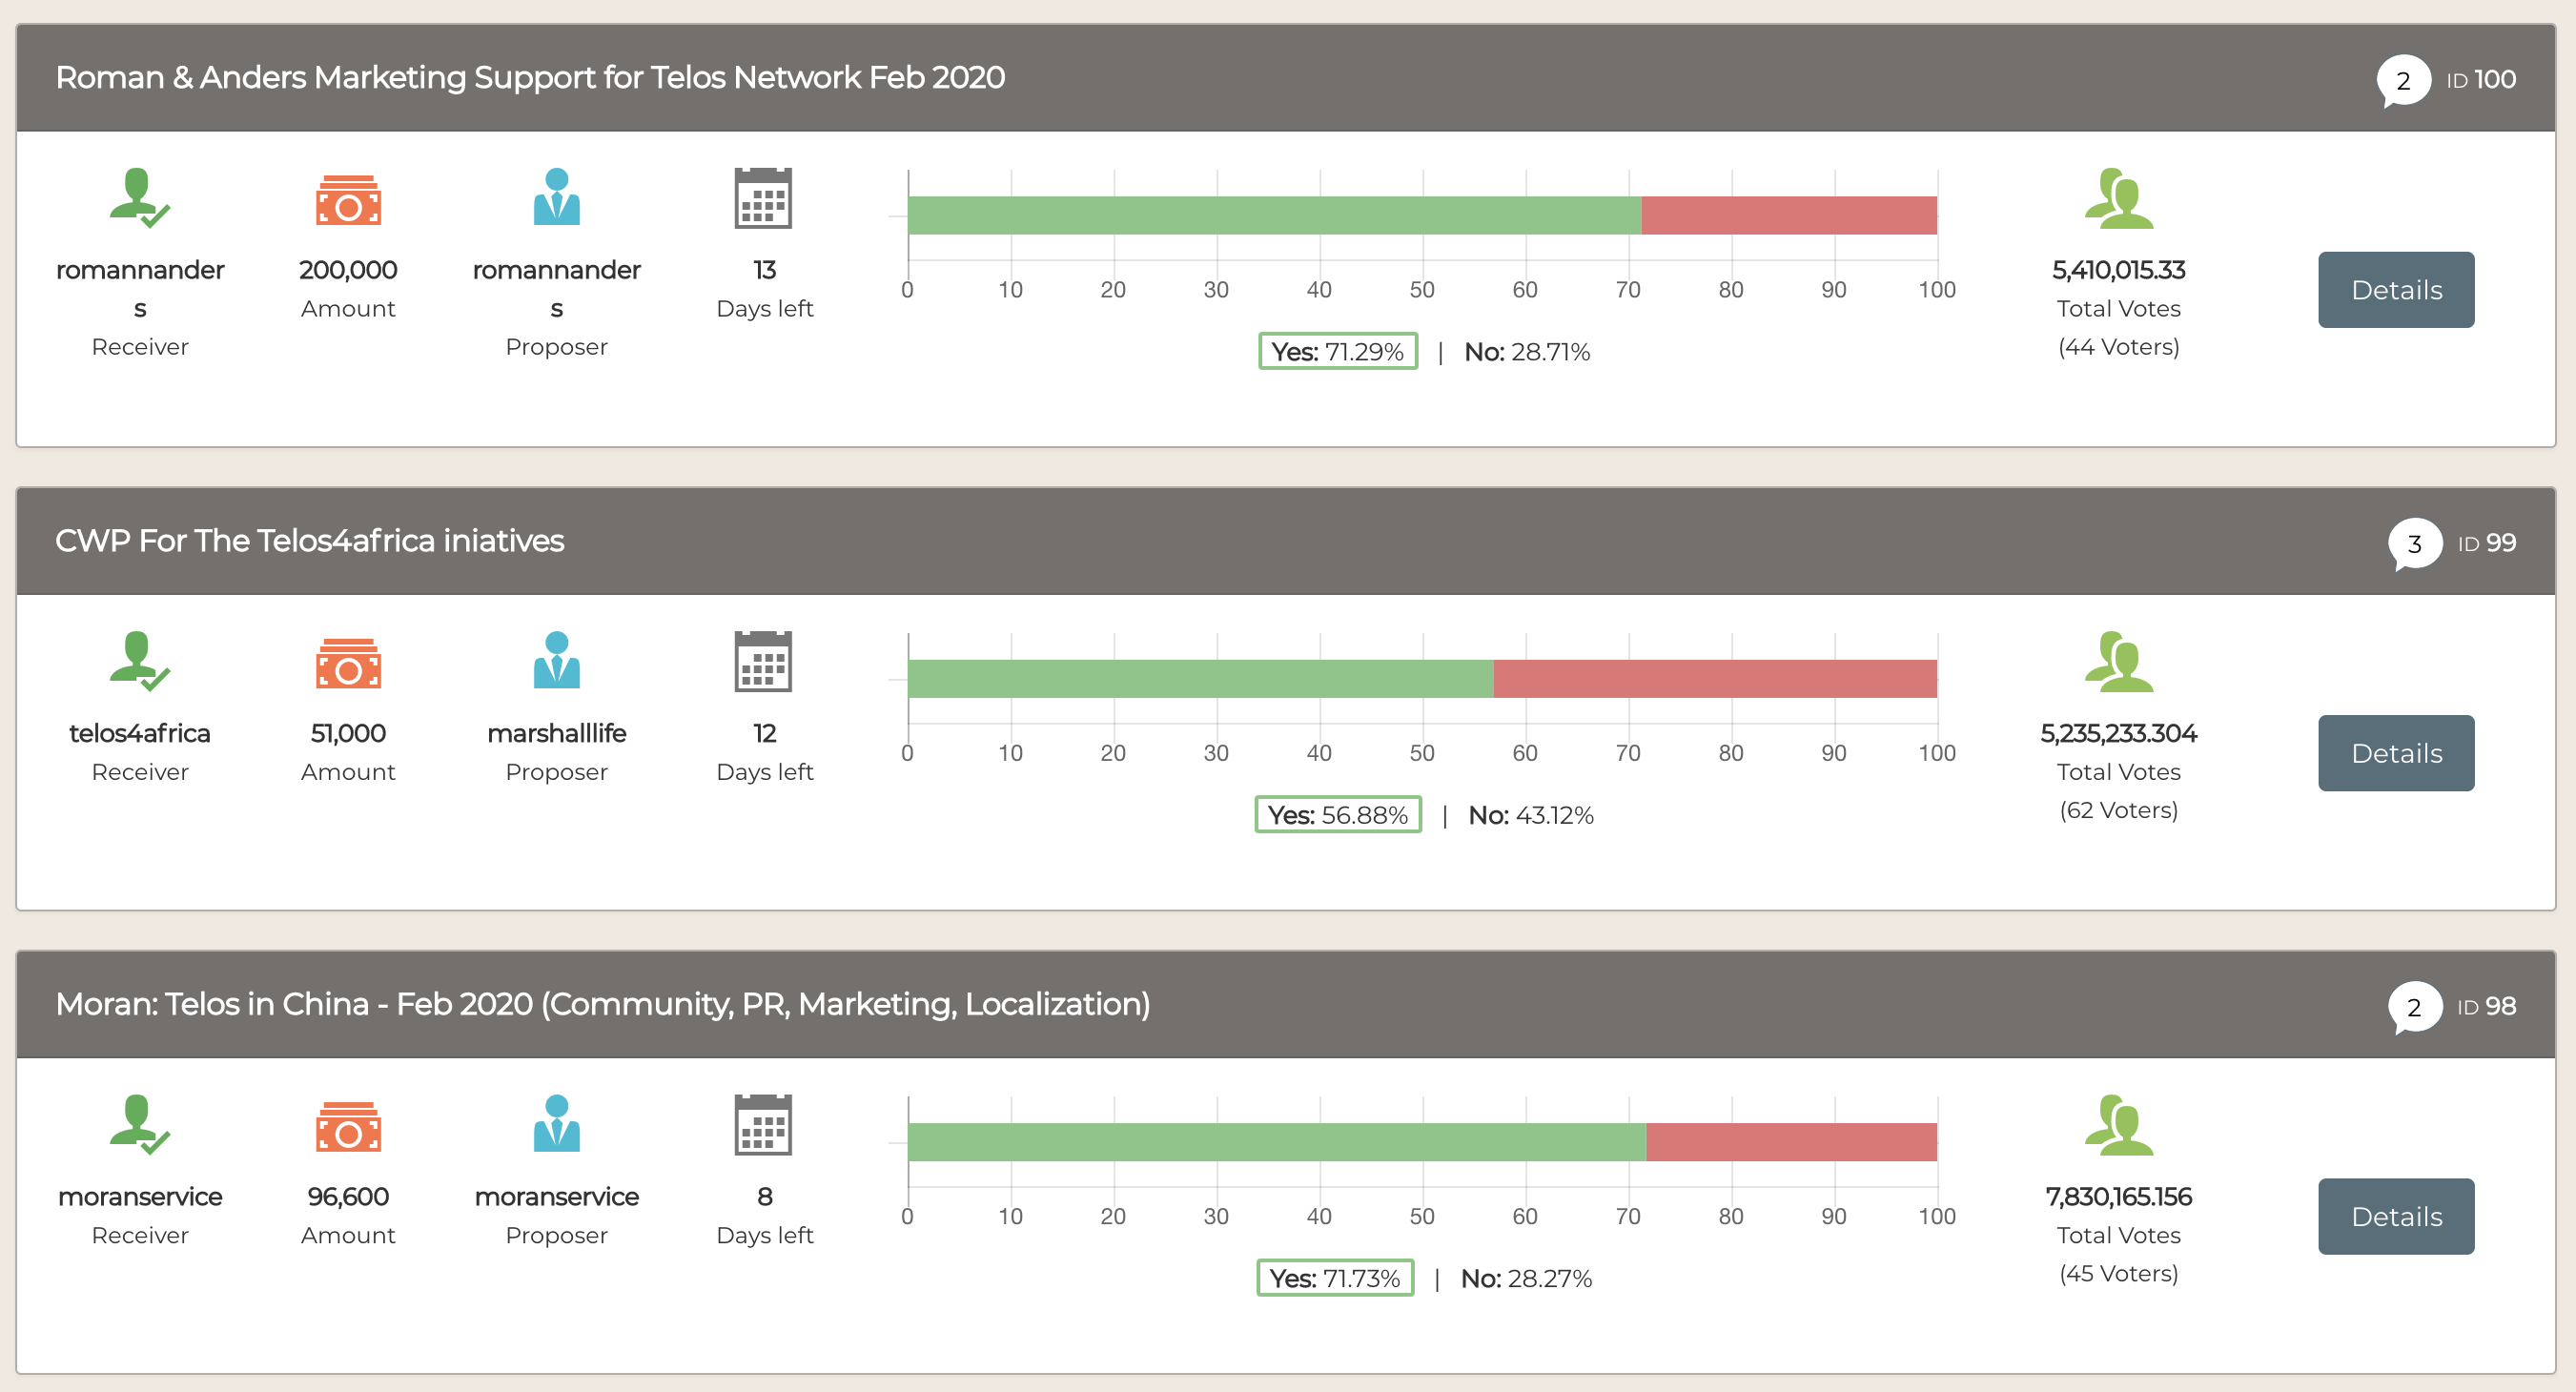 Roman & Anders Marketing Support for Telos Network Feb 2020
2 ID 100
romannander
s
Receiver
200,000
Amount
romannander
s
Proposer
13
Days left
0 10 20 30 40 50 60 70 80 90 100
Yes: 71.29% | No: 28.71%
5,410,015.33
Total Votes
(44 Voters)
Details
CWP For The Telos4africa iniatives
3 ID 99
telos4africa
Receiver
51,000
Amount
marshalllife
Proposer
12
Days left
0 10 20 30 40 50 60 70 80 90 100
Yes: 56.88% | No: 43.12%
5,235,233.304
Total Votes
(62 Voters)
Details
Moran: Telos in China - Feb 2020 (Community, PR, Marketing, Localization)
2 ID 98
moranservice
Receiver
96,600
Amount
moranservice
Proposer
8
Days left
0 10 20 30 40 50 60 70 80 90 100
Yes: 71.73% | No: 28.27%
7,830,165.156
Total Votes
(45 Voters)
Details